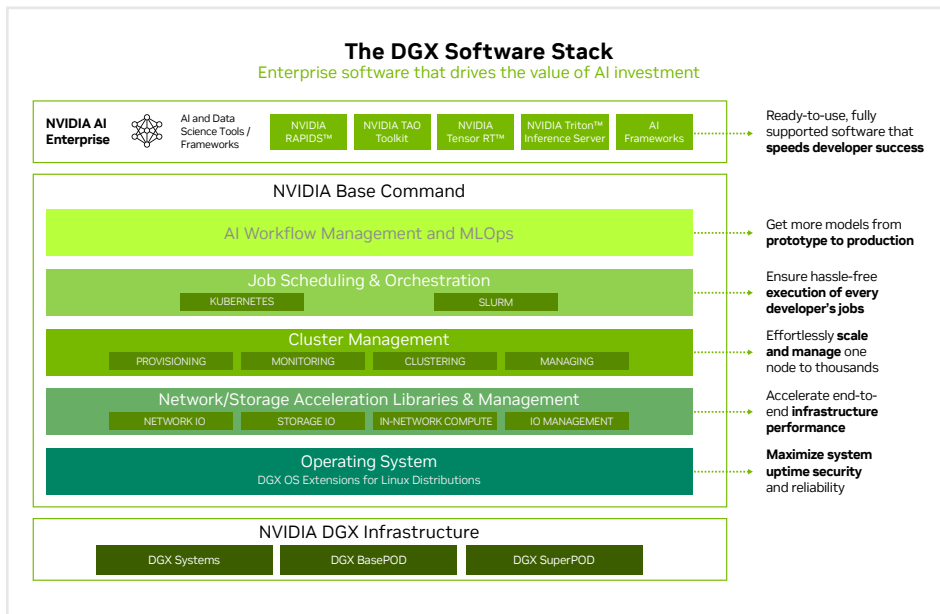 The DGX Software Stack
Enterprise software that drives the value of AI investment
NVIDIA AI
Enterprise
AI and Data
Science Tools /
Frameworks
NVIDIA
RAPIDS™
NVIDIA TAO
Toolkit
NVIDIA
Tensor RT™
NVIDIA Triton™
Inference Server
AI
Frameworks
Ready-to-use, fully
supported software that
speeds developer success
NVIDIA Base Command
AI Workflow Management and MLOps
Get more models from
prototype to production
Job Scheduling & Orchestration
KUBERNETES
SLURM
Ensure hassle-free
execution of every
developer's jobs
Cluster Management
PROVISIONING
MONITORING
CLUSTERING
MANAGING
Effortlessly scale
and manage one
node to thousands
Network/Storage Acceleration Libraries & Management
NETWORK IO
STORAGE IO
IN-NETWORK COMPUTE
IO MANAGEMENT
Accelerate end-to-
end infrastructure
performance
Operating System
DGX OS Extensions for Linux Distributions
Maximize system
uptime security
and reliability
NVIDIA DGX Infrastructure
DGX Systems
DGX BasePOD
DGX SuperPOD